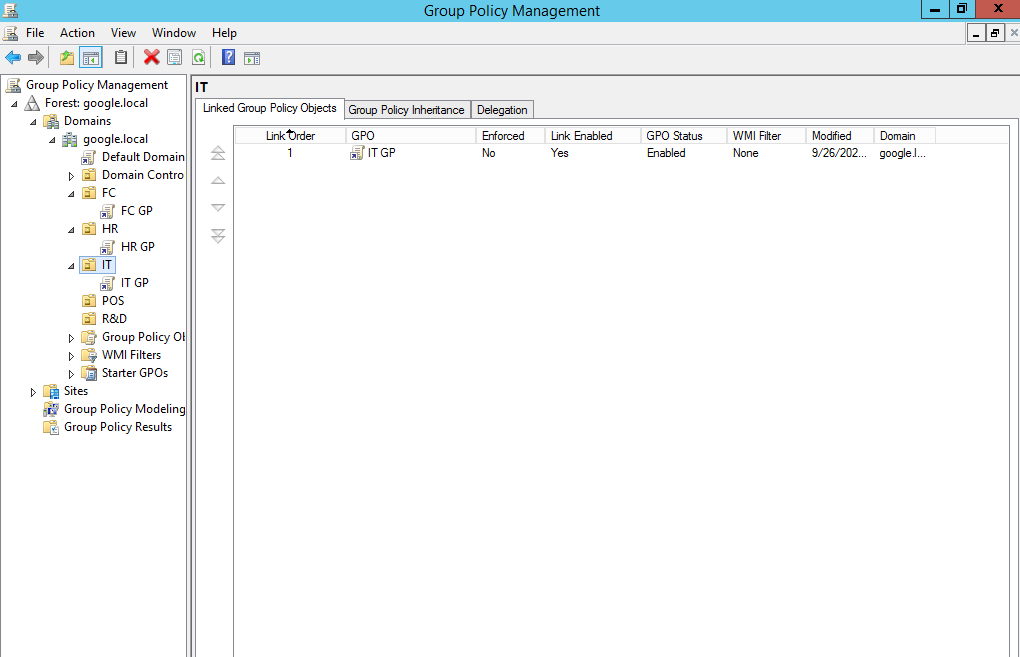 Group Policy Management
File Action View Window Help
Group Policy Management
Forest: google.local
Domains
google.local
Default Domain
Domain Contro
FC
FC GP
HR
HR GP
IT
IT GP
POS
R&D
Group Policy Ob
WMI Filters
Starter GPOs
Sites
Group Policy Modeling
Group Policy Results
IT
Linked Group Policy Objects Group Policy Inheritance Delegation
Link Order GPO Enforced Link Enabled GPO Status WMI Filter Modified Domain
1 IT GP No Yes Enabled None 9/26/202... google.l...